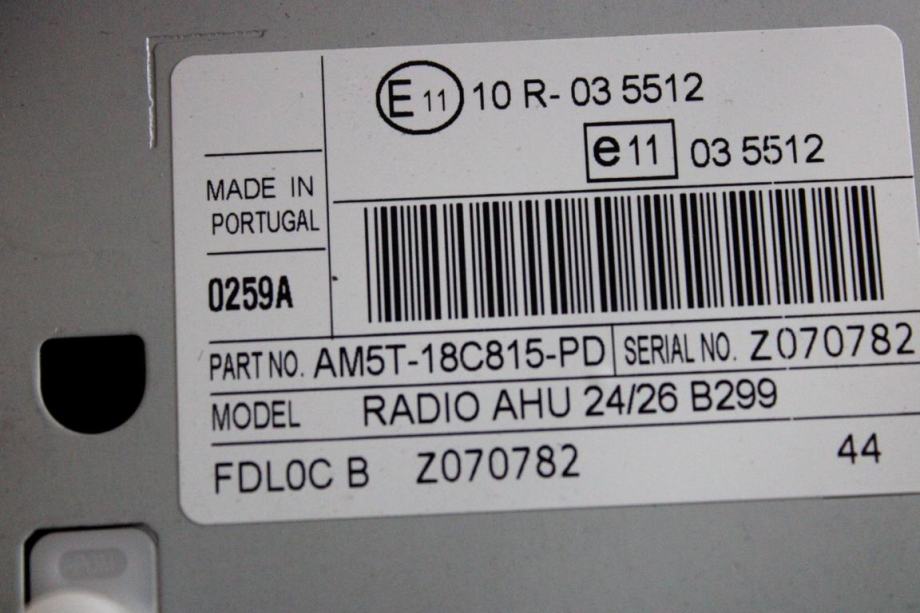 E 11 10 R- 03 5512
e 11 03 5512
MADE IN
PORTUGAL
0259A
PART NO. AM5T-18C815-PD SERIAL NO. Z070782
MODEL RADIO AHU 24/26 B299
FDL0C B Z070782 44